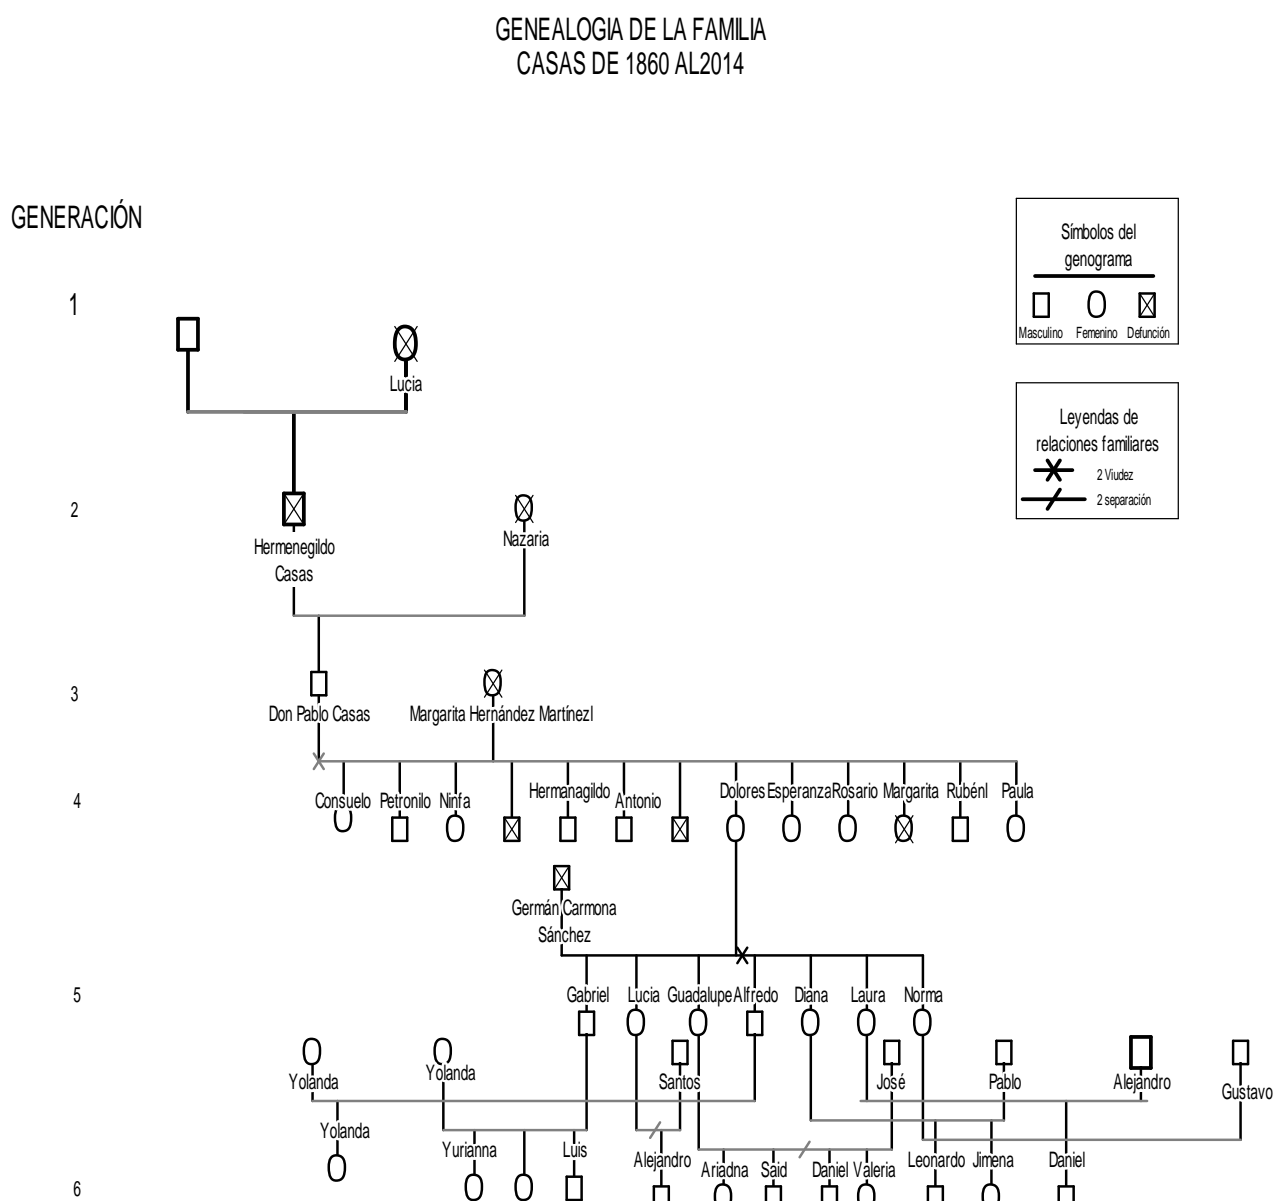 GENEALOGIA DE LA FAMILIA
CASAS DE 1860 AL2014
GENERACIÓN
Símbolos del
genograma
Masculino Femenino Defunción
1
Lucia
Leyendas de
relaciones familiares
2 Viudez
2 separación
2
Hermenegildo
Casas
Nazaria
3
Don Pablo Casas Margarita Hernández Martínezl
4
Consuelo Petronilo Ninfa Hermanagildo Antonio Dolores Esperanza Rosario Margarita Rubénl Paula
Germán Carmona
Sánchez
5
Gabriel Lucia Guadalupe Alfredo Diana Laura Norma
Yolanda Yolanda Santos José Pablo Alejandro Gustavo
Yolanda
Yurianna Luis Alejandro Ariadna Said Daniel Valeria Leonardo Jimena Daniel
6